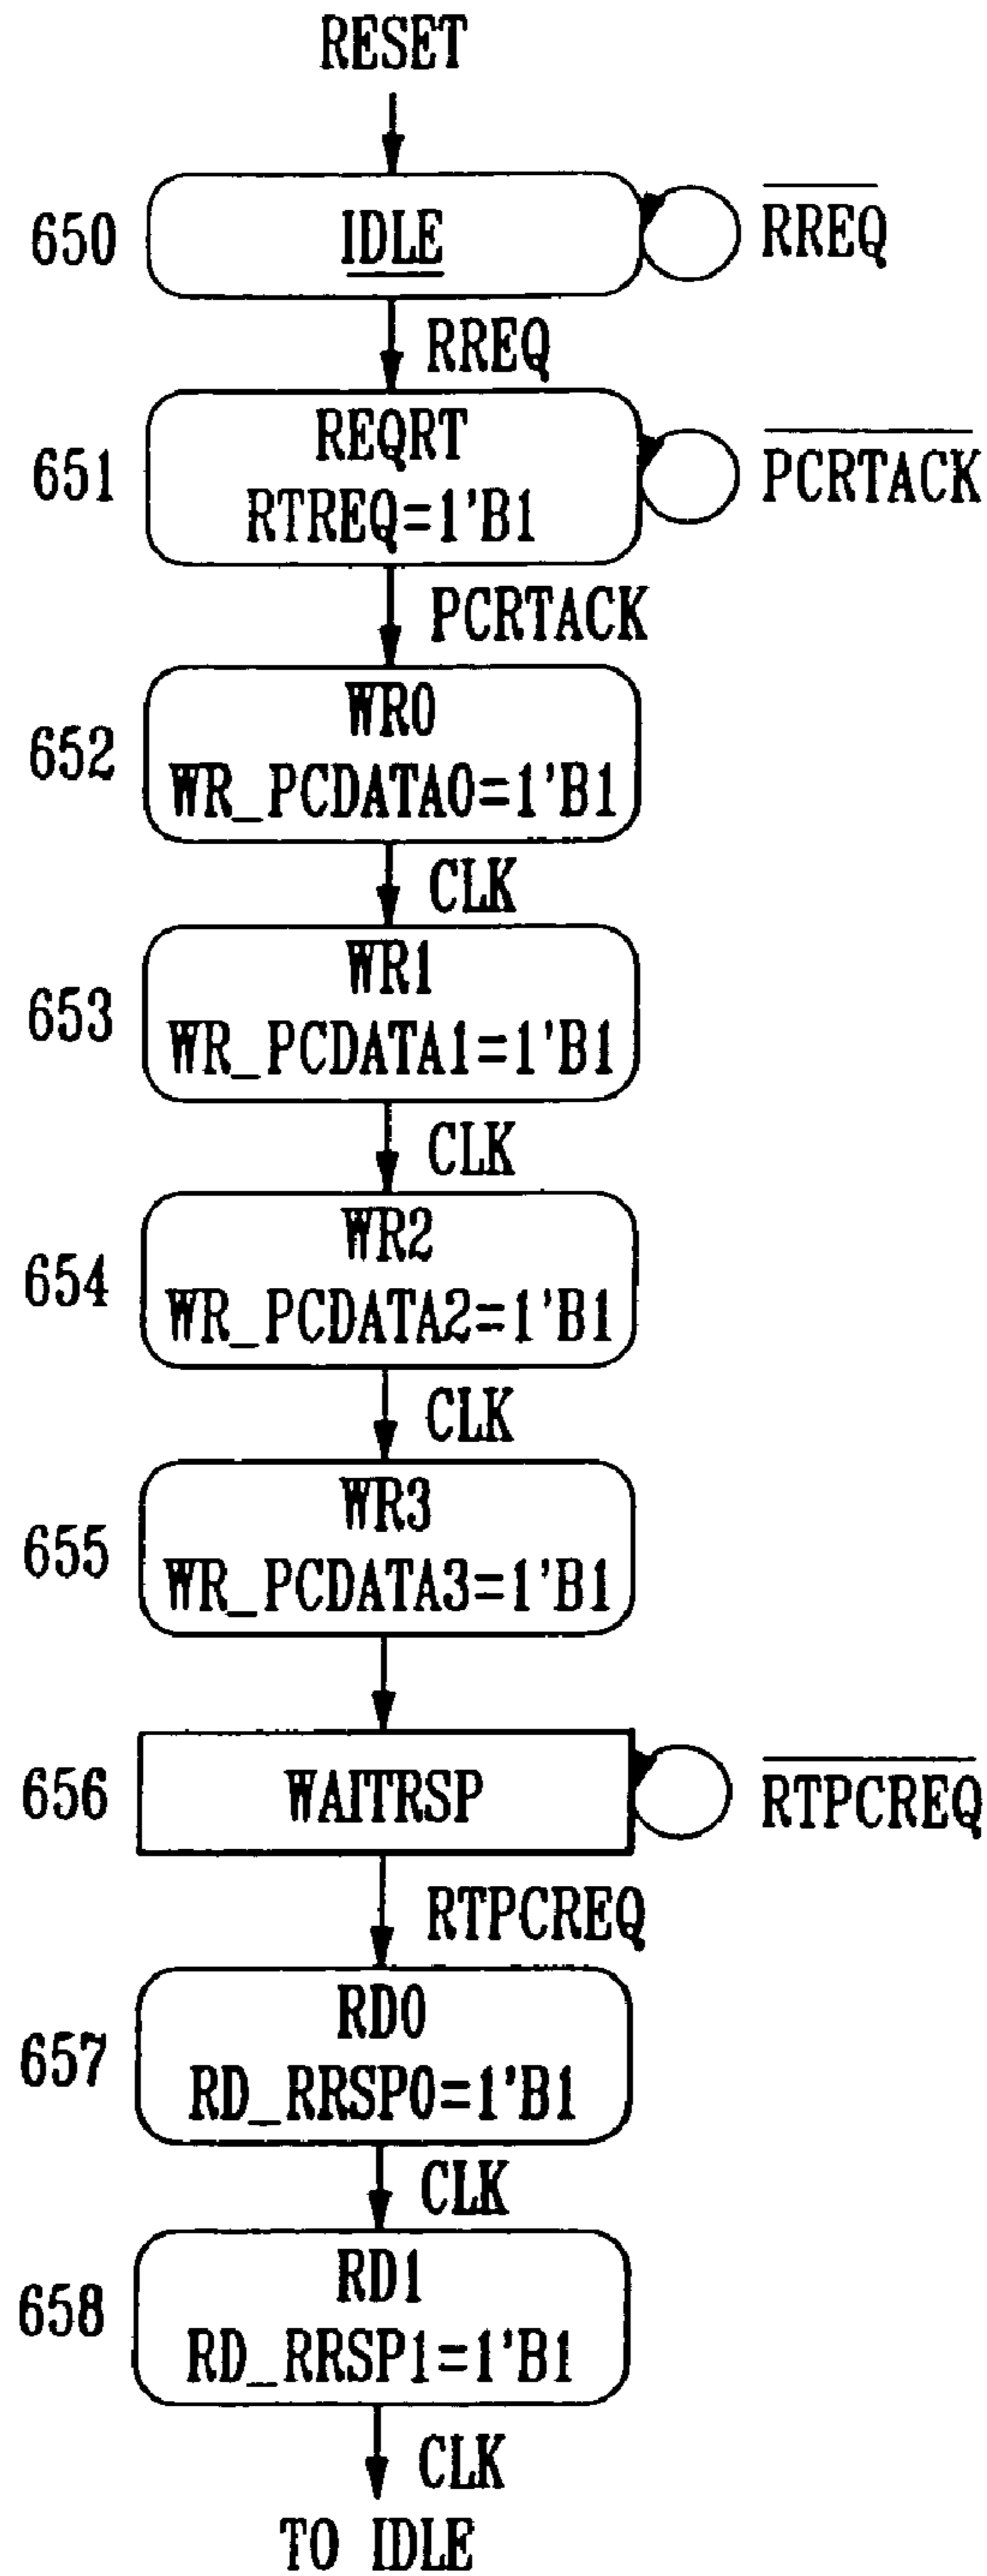 RESET
650
IDLE
RREQ
RREQ
651
REQRT
RTREQ=1'B1
PCRTACK
PCRTACK
652
WR0
WR_PCDATA0=1'B1
CLK
653
WR1
WR_PCDATA1=1'B1
CLK
654
WR2
WR_PCDATA2=1'B1
CLK
655
WR3
WR_PCDATA3=1'B1
656
WAITRSP
RTPCREQ
RTPCREQ
657
RD0
RD_RRSP0=1'B1
CLK
658
RD1
RD_RRSP1=1'B1
CLK
TO IDLE